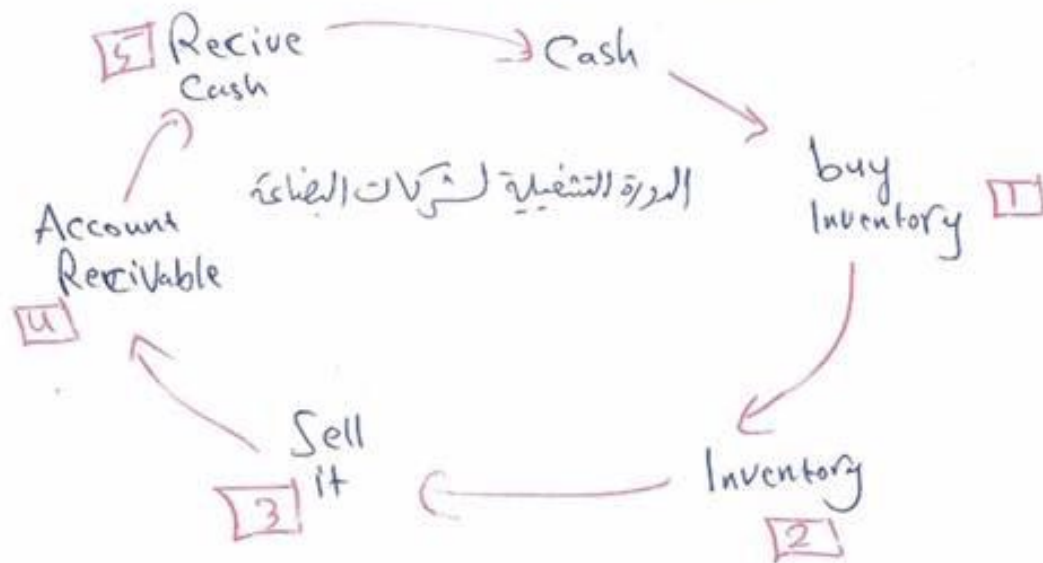 5 Recive
Cash
Cash
buy
Inventory 1
الدورة التشغيلية لشركات البضاعة
Account
Recivable
4
Sell
it
3
Inventory
2